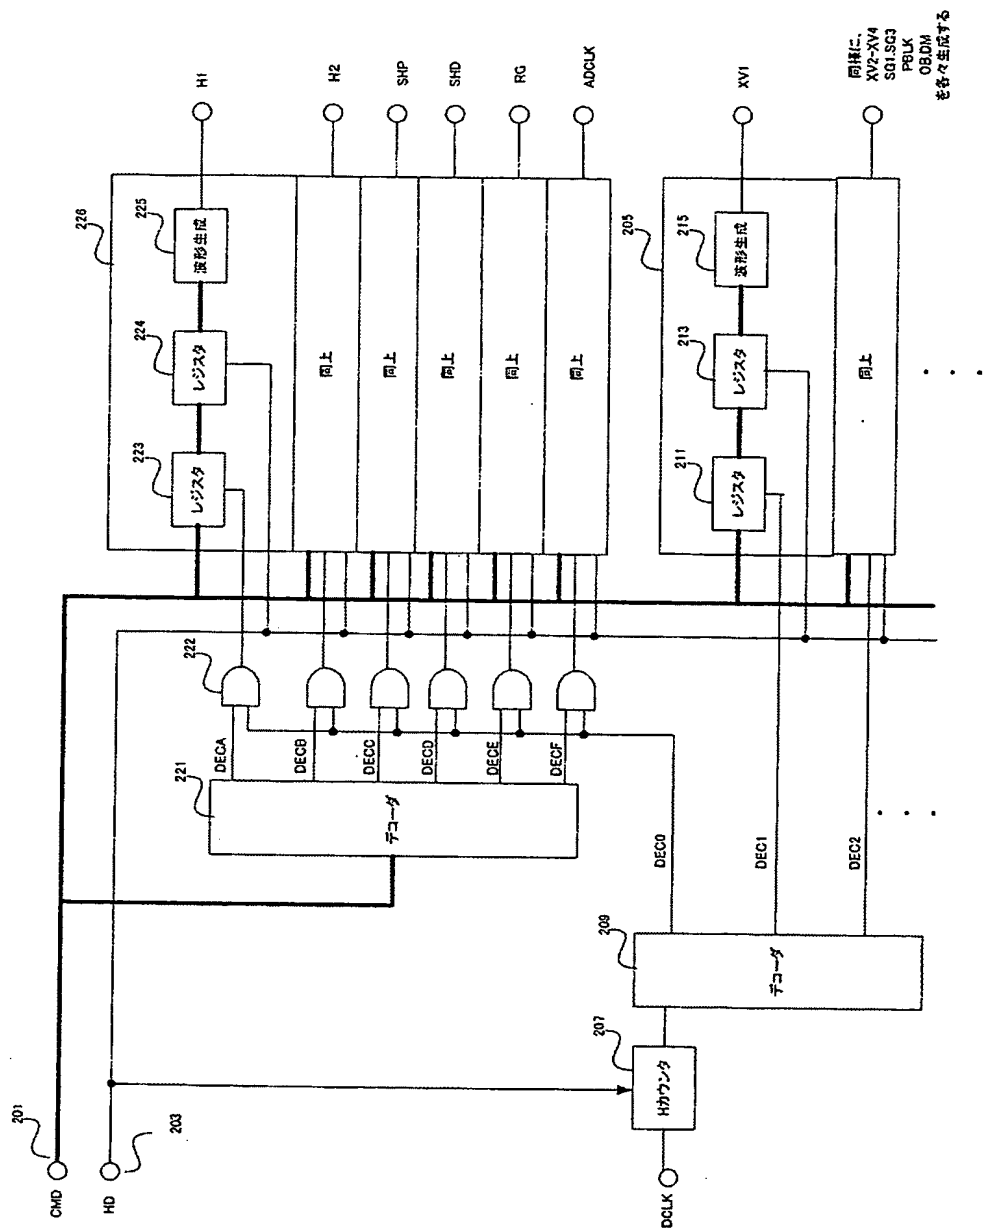 CMD
201
HD
203
DCLK
207
Hカウンタ
209
デコーダ
DEC0
DEC1
DEC2
221
デコーダ
DECA
DECB
DECC
DECD
DECE
DECF
222
226
223
レジスタ
224
レジスタ
225
波形生成
H1
同上
H2
同上
SHP
同上
SHD
同上
RG
同上
ADCLK
205
211
レジスタ
213
レジスタ
215
波形生成
XV1
同上
同様に、
XV2-XV4
SG1.SG3
PBLK
OB.DM
を各々生成する